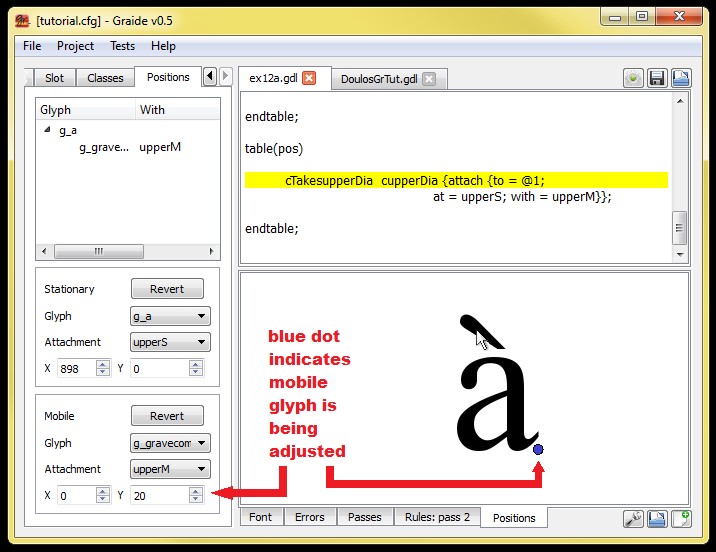 [tutorial.cfg] - Graide v0.5
File Project Tests Help
Slot Classes Positions
Glyph With
g_a
g_grave... upperM
Stationary Revert
Glyph g_a
Attachment upperS
X 898 Y 0
Mobile Revert
Glyph g_gravecom
Attachment upperM
X 0 Y 20
ex12a.gdl DoulosGrTut.gdl
endtable;
table(pos)
cTakesupperDia cupperDia {attach {to = @1;
at = upperS; with = upperM}};
endtable;
blue dot
indicates
mobile
glyph is
being
adjusted
à
Font Errors Passes Rules: pass 2 Positions